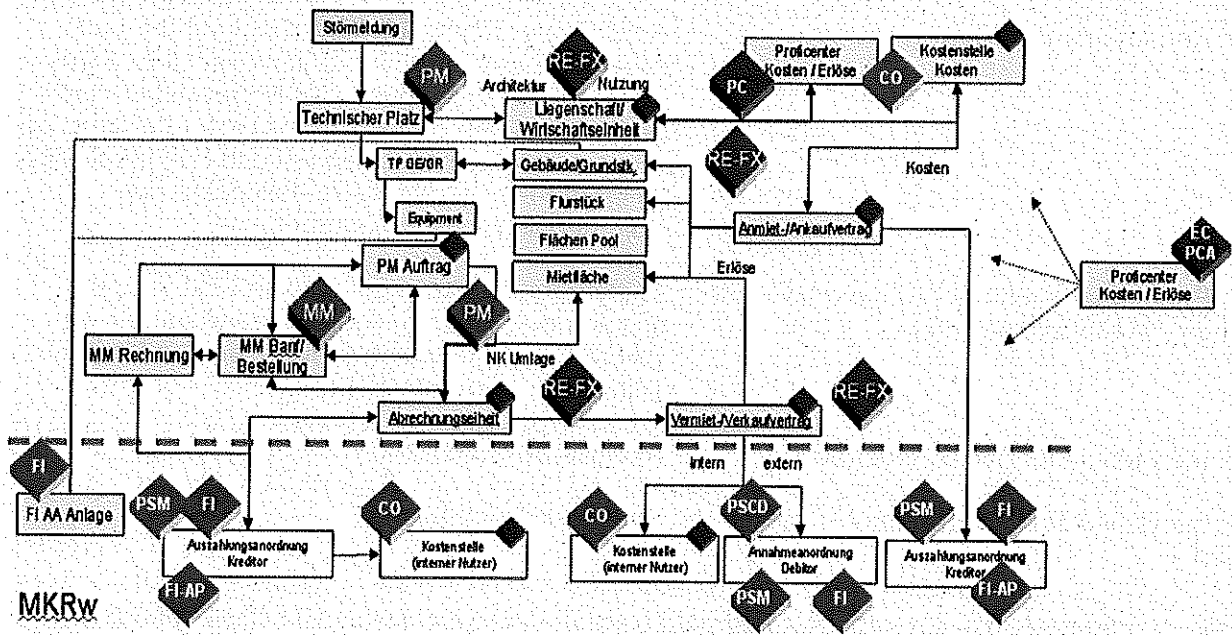 Störmeldung
PM
RE-FX
Architektur
Nutzung
PC
Proficenter
Kosten / Erlöse
CO
Kostenstelle
Kosten
Technischer Platz
Liegenschaft/
Wirtschaftseinheit
RE-FX
Kosten
TP GE/GR
Gebäude/Grundstk.
Equipment
Flurstück
Anmiet-/Ankaufvertrag
EC
PCA
PM Auftrag
Flächen Pool
Erlöse
Mietfläche
Proficenter
Kosten / Erlöse
MM
PM
MM Rechnung
MM Banf/
Bestellung
NK Umlage
RE-FX
RE-FX
Abrechnungseiheit
Vermiet-/Verkaufvertrag
intern
extern
FI
FI AA Anlage
PSM
FI
Auszahlungsanordnung
Kreditor
FI-AP
CO
Kostenstelle
(interner Nutzer)
CO
Kostenstelle
(interner Nutzer)
PSCD
Annahmeanordnung
Debitor
PSM
FI
PSM
FI
Auszahlungsanordnung
Kreditor
FI-AP
MKRw